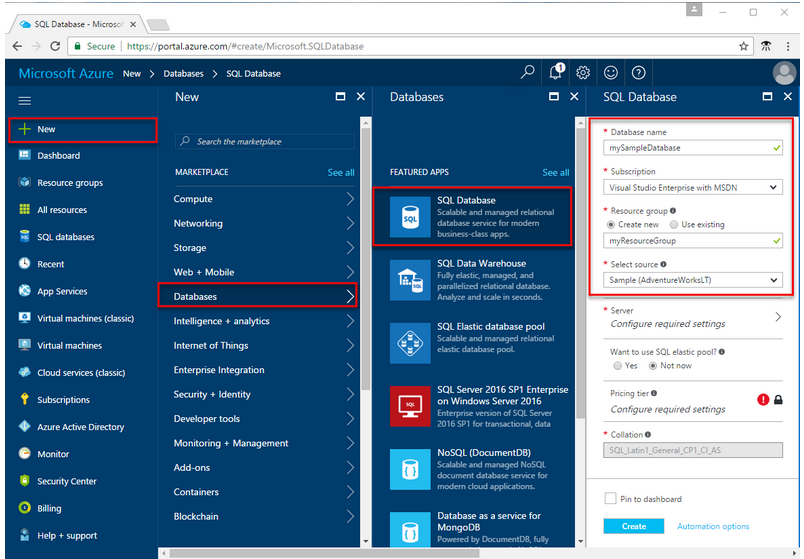 SQL Database - Microsof
Secure
https://portal.azure.com/#create/Microsoft.SQLDatabase
Microsoft Azure New > Databases > SQL Database
1
New
Dashboard
Resource groups
All resources
SQL databases
Recent
App Services
Virtual machines (classic)
Virtual machines
Cloud services (classic)
Subscriptions
Azure Active Directory
Monitor
Security Center
Billing
Help + support
New
Search the marketplace
MARKETPLACE
See all
Compute
Networking
Storage
Web + Mobile
Databases
Intelligence + analytics
Internet of Things
Enterprise Integration
Security + Identity
Developer tools
Monitoring + Management
Add-ons
Containers
Blockchain
Databases
FEATURED APPS
See all
SQL
SQL Database
Scalable and managed relational
database service for modern
business-class apps.
SQL Data Warehouse
Fully elastic, managed, and
parallelized relational database.
Analyze and scale in seconds.
SQL Elastic database pool
Scalable and managed relational
elastic database pool.
SQL
SQL Server 2016 SP1 Enterprise
on Windows Server 2016
Enterprise version of SQL Server
2016 SP1 for transactional, data
NoSQL (DocumentDB)
Scalable and managed NoSQL
document database service for
modern cloud applications.
Database as a service for
MongoDB
Powered by DocumentDB, fully
SQL Database
* Database name
mySampleDatabase
* Subscription
Visual Studio Enterprise with MSDN
* Resource group
Create new
Use existing
myResourceGroup
* Select source
Sample (AdventureWorksLT)
* Server
Configure required settings
Want to use SQL elastic pool?
Yes
Not now
Pricing tier
Configure required settings
* Collation
SQL_Latin1_General_CP1_CI_AS
Pin to dashboard
Create
Automation options